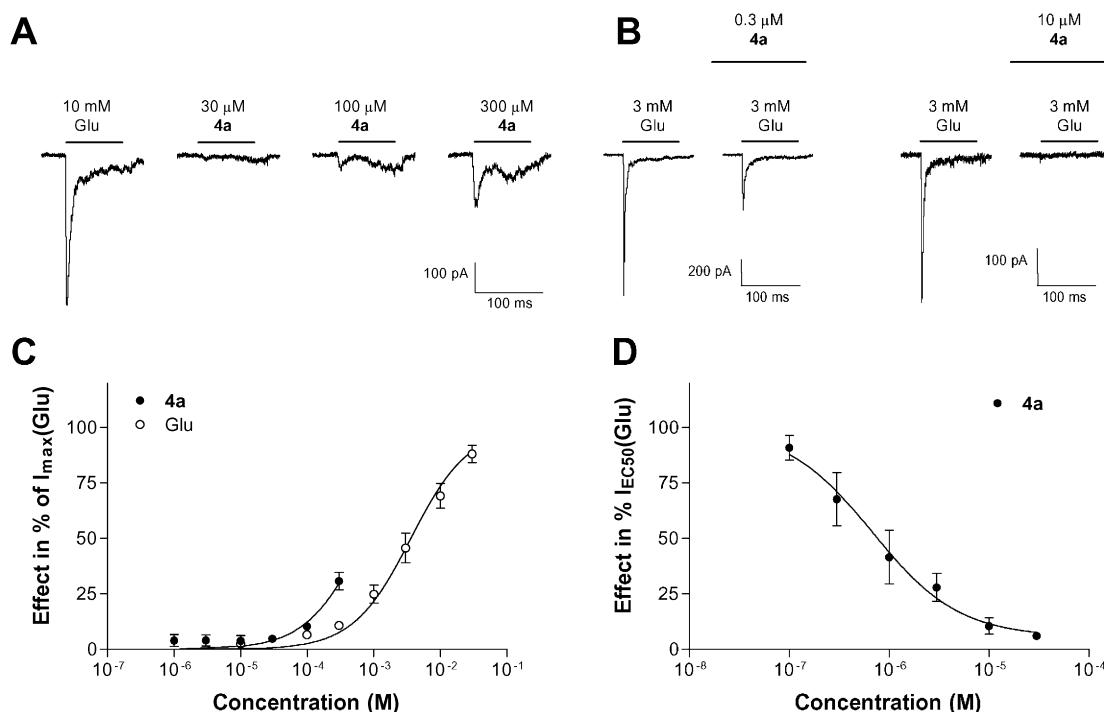 A
B
0.3 µM
4a
10 µM
4a
10 mM
Glu
30 µM
4a
100 µM
4a
300 µM
4a
3 mM
Glu
3 mM
Glu
3 mM
Glu
3 mM
Glu
100 pA
100 ms
200 pA
100 ms
100 pA
100 ms
C
Effect in % of Imax(Glu)
100
75
50
25
0
4a
Glu
10-7
10-6
10-5
10-4
10-3
10-2
10-1
Concentration (M)
D
Effect in % IEC50(Glu)
100
75
50
25
0
4a
10-8
10-7
10-6
10-5
10-4
Concentration (M)